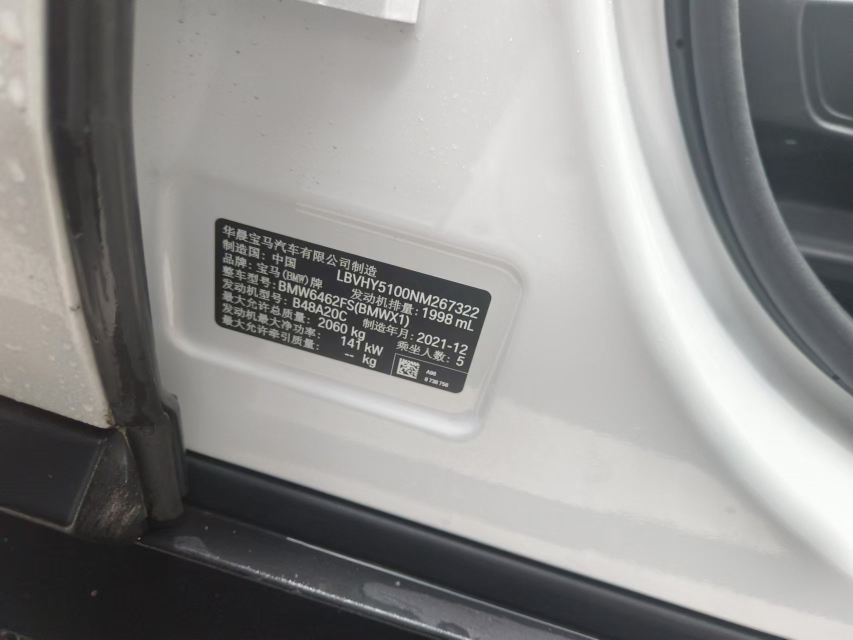 华晨宝马汽车有限公司制造
制造国: 中国 LBVHY5100NM267322
品牌: 宝马(BMW)牌 发动机排量: 1998 mL
整车型号: BMW6462FS(BMWX1)
发动机型号: B48A20C 制造年月: 2021-12
最大允许总质量: 2060 kg 乘坐人数: 5
发动机最大净功率: 141 kW
最大允许牵引质量: -- kg